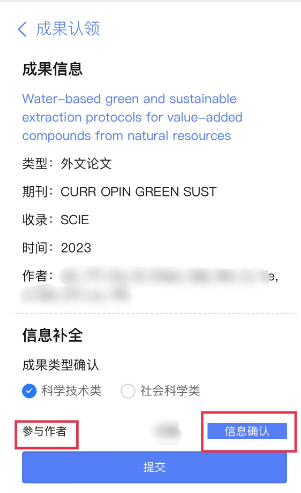 成果认领
成果信息
Water-based green and sustainable
extraction protocols for value-added
compounds from natural resources
类型：外文论文
期刊：CURR OPIN GREEN SUST
收录：SCIE
时间：2023
作者：
信息补全
成果类型确认
科学技术类 社会科学类
参与作者 信息确认
提交